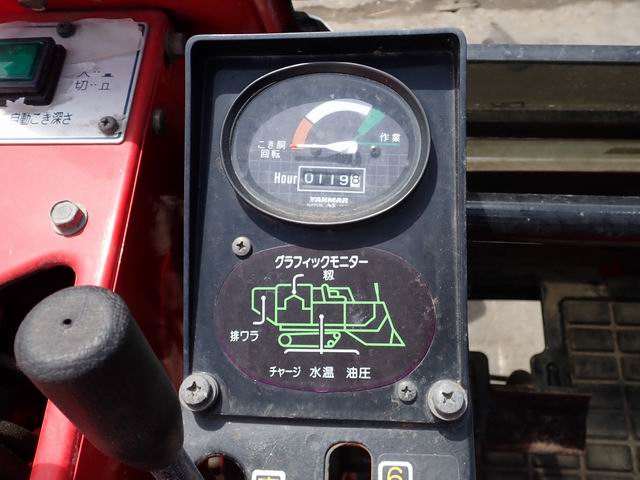 自動こき深さ
こき胴
回転
作業
Hour 01198
YANMAR
グラフィックモニター
籾
排ワラ
チャージ 水温 油圧
6